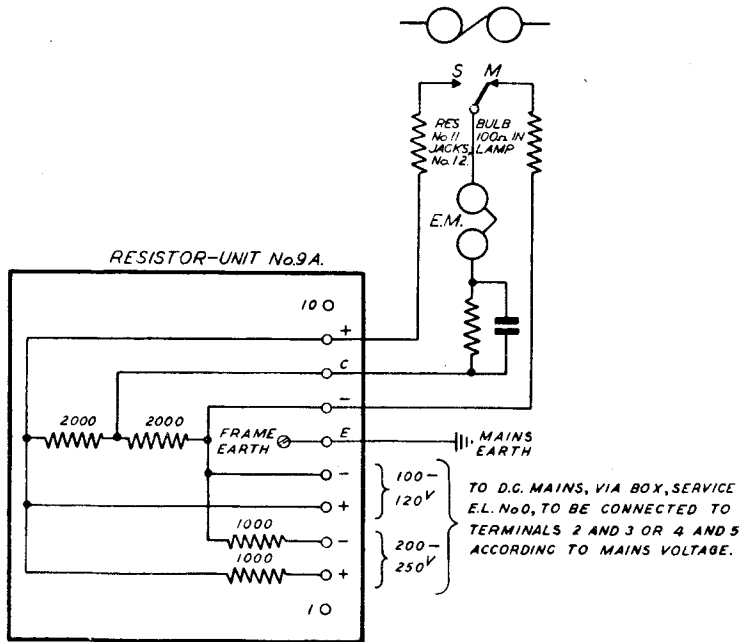 S M
RES
No 11
JACKS
No.12.
BULB
100Ω IN
LAMP
E.M.
RESISTOR-UNIT No.9A.
10
+
C
-
2000 2000
FRAME
EARTH
E
MAINS
EARTH
-
+
100-
120V
1000
-
1000
+
200-
250V
TO D.C. MAINS, VIA BOX, SERVICE
E.L. No0, TO BE CONNECTED TO
TERMINALS 2 AND 3 OR 4 AND 5
ACCORDING TO MAINS VOLTAGE.
1